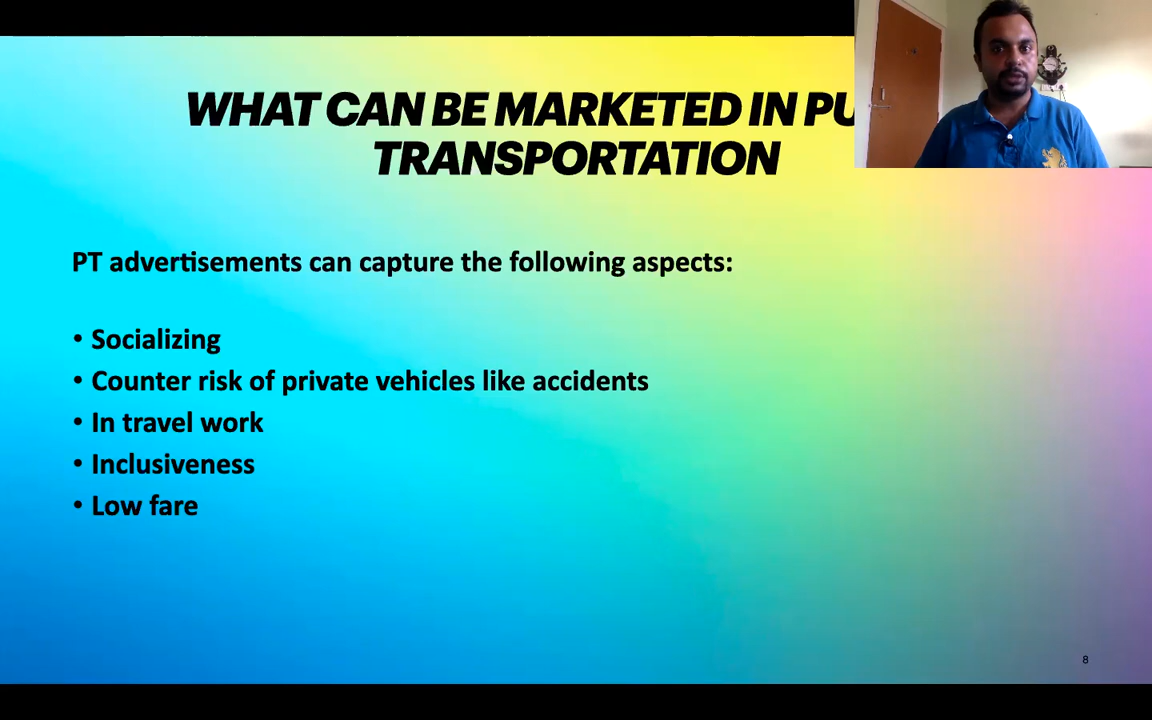 WHAT CAN BE MARKETED IN PU
TRANSPORTATION
PT advertisements can capture the following aspects:
• Socializing
• Counter risk of private vehicles like accidents
• In travel work
• Inclusiveness
• Low fare
8